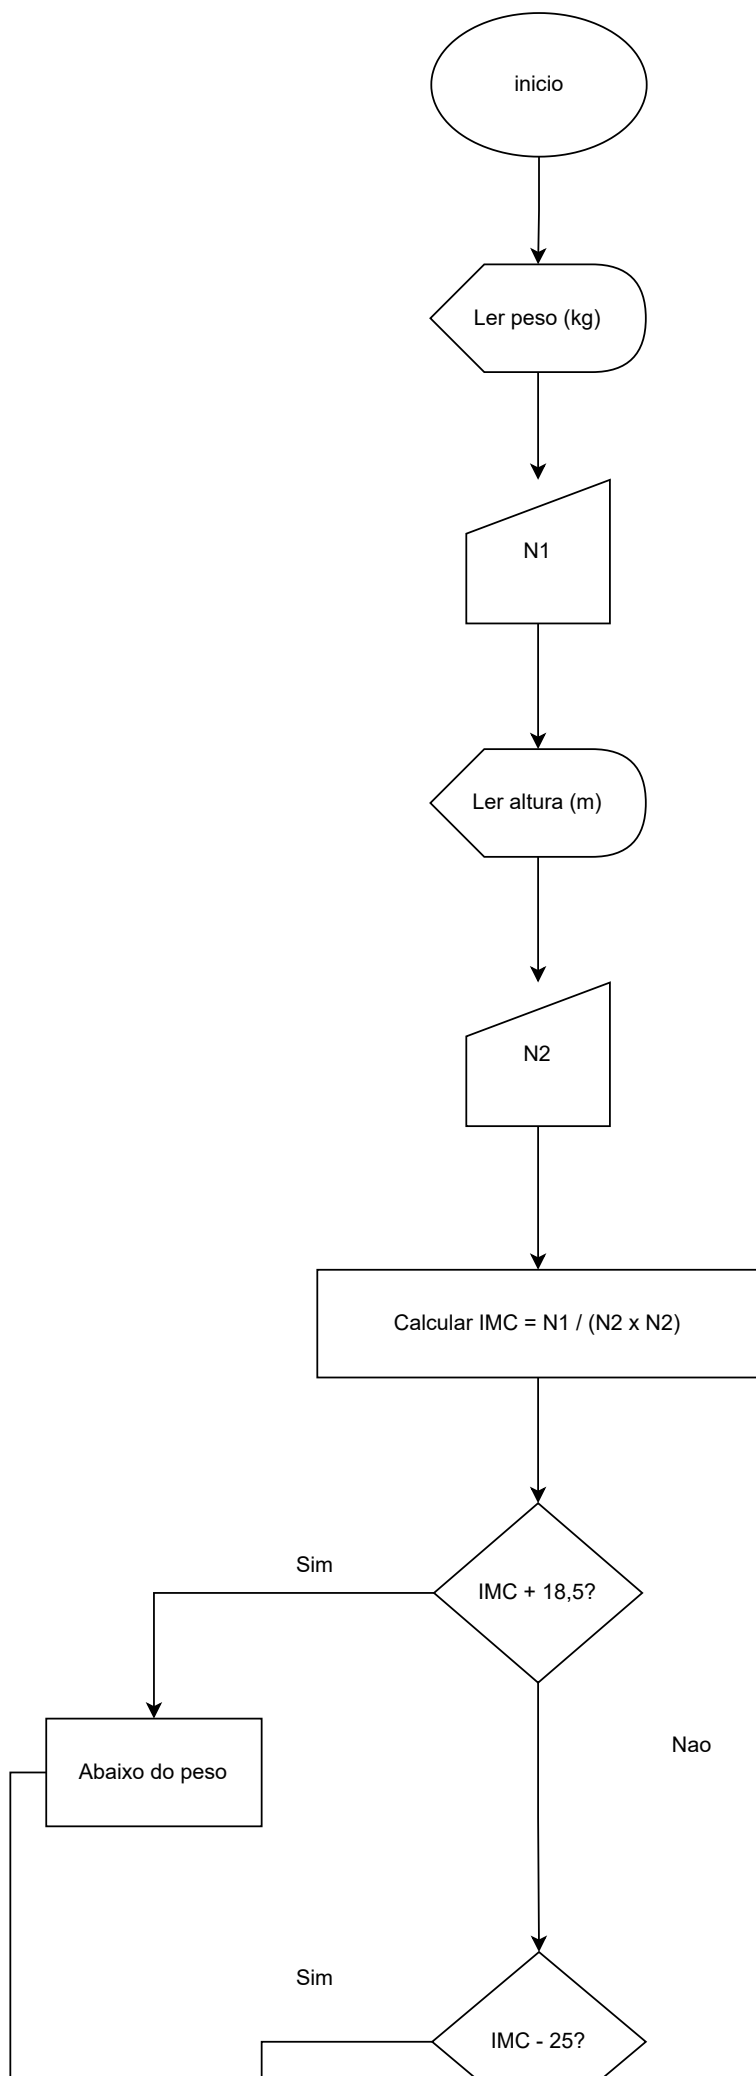 inicio
Ler peso (kg)
N1
Ler altura (m)
N2
Calcular IMC = N1 / (N2 x N2)
Sim
IMC + 18,5?
Nao
Abaixo do peso
Sim
IMC - 25?